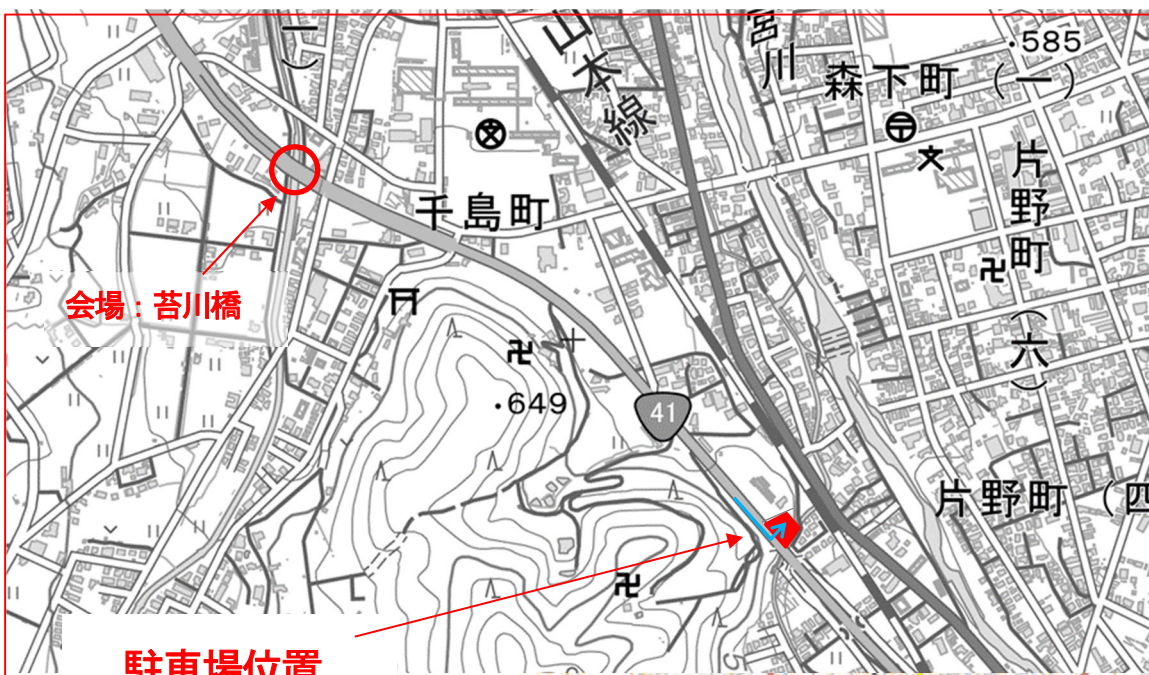 一）
山本線
宮川
・585
森下町（一）
片野町（六）
千島町
会場：苔川橋
・649
41
片野町（四
駐車場位置